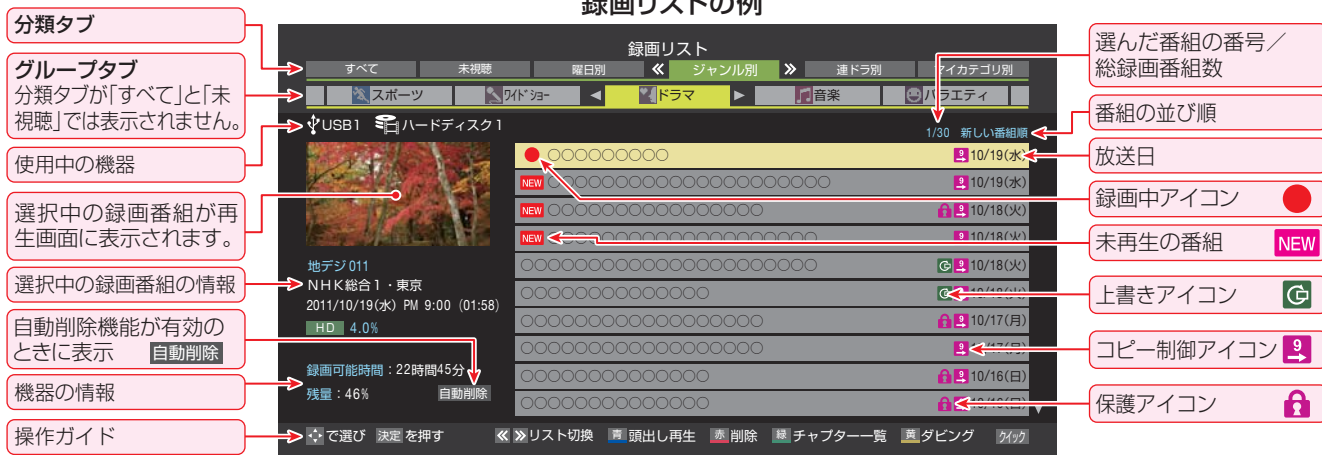 録画リストの例
分類タブ
グループタブ
分類タブが「すべて」と「未
視聴」では表示されません。
使用中の機器
選択中の録画番組が再
生画面に表示されます。
選択中の録画番組の情報
自動削除機能が有効の
ときに表示 自動削除
機器の情報
操作ガイド
録画リスト
すべて 未視聴 曜日別 ≪ ジャンル別 ≫ 連ドラ別 マイカテゴリ別
スポーツ ワイドショー ◀ ドラマ ▶ 音楽 バラエティ
USB1 ハードディスク1
1/30 新しい番組順
○○○○○○○○○ 9 10/19(水)
NEW ○○○○○○○○○○○○○○○○○○○○○ 9 10/19(水)
NEW ○○○○○○○○○○○○○○○○ 9 10/18(火)
NEW ○○○○○○○○○○○○○○○○○○○○ 9 10/18(火)
○○○○○○○○○○○○○○○○○○○○○○ G 9 10/18(火)
○○○○○○○○○○○○○○ G
○○○○○○○○○○○○○○○○○○ 9 10/17(月)
○○○○○○○○○○○○○○○○○○ 9
○○○○○○○○○○○○○○ 9 10/16(日)
○○○○○○○○○○○○○○
地デジ011
NHK総合1・東京
2011/10/19(水) PM 9:00 (01:58)
HD 4.0%
録画可能時間：22時間45分
残量：46% 自動削除
で選び 決定 を押す ≪ ≫リスト切換 青 頭出し再生 赤 削除 緑 チャプター一覧 黄 ダビング クイック
選んだ番組の番号／
総録画番組数
番組の並び順
放送日
録画中アイコン
未再生の番組 NEW
上書きアイコン G
コピー制御アイコン 9
保護アイコン